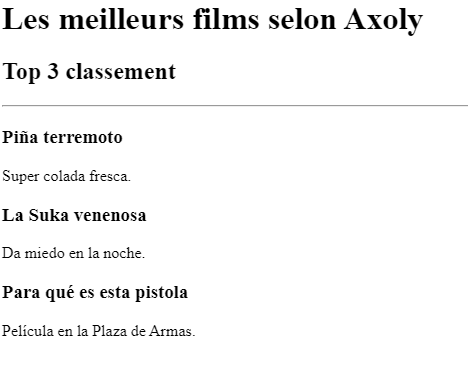 Les meilleurs films selon Axoly
Top 3 classement
Piña terremoto
Super colada fresca.
La Suka venenosa
Da miedo en la noche.
Para qué es esta pistola
Película en la Plaza de Armas.